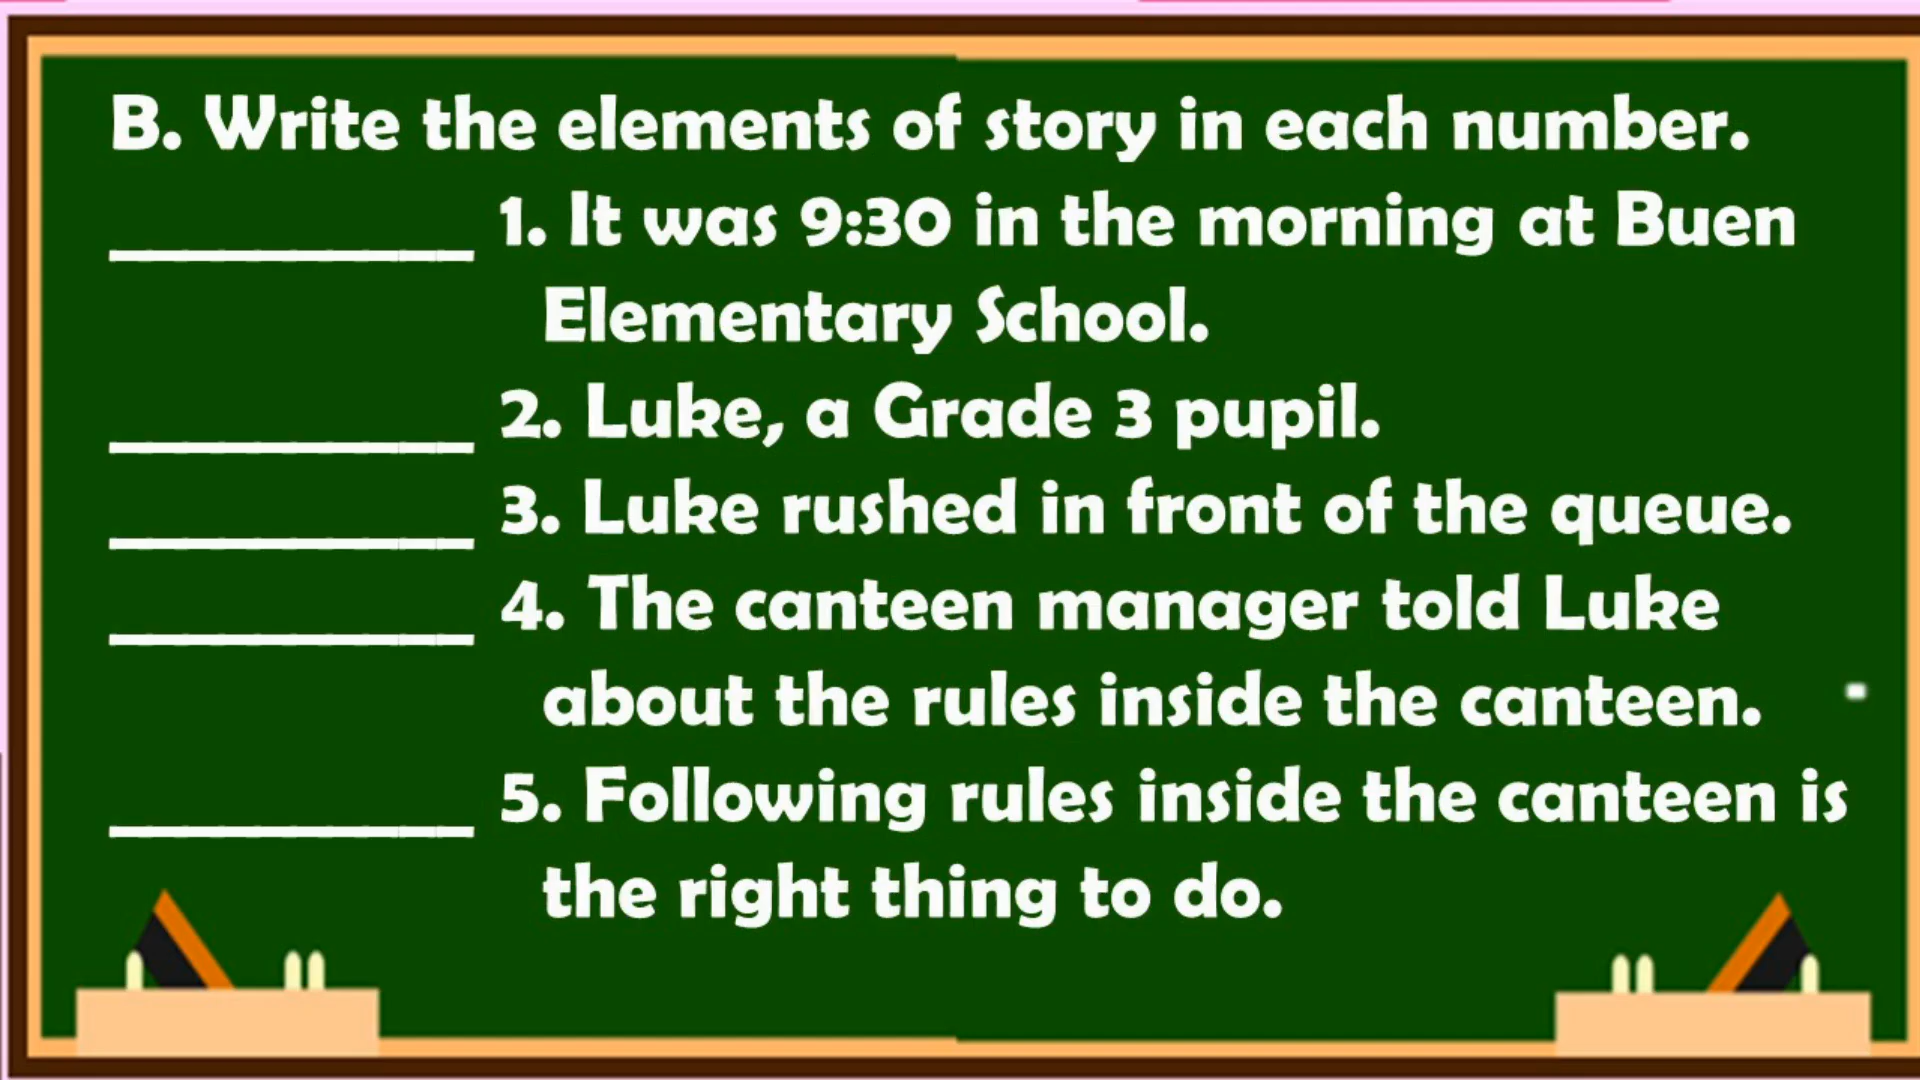 B. Write the elements of story in each number.
__________ 1. It was 9:30 in the morning at Buen
Elementary School.
__________ 2. Luke, a Grade 3 pupil.
__________ 3. Luke rushed in front of the queue.
__________ 4. The canteen manager told Luke
about the rules inside the canteen.
__________ 5. Following rules inside the canteen is
the right thing to do.